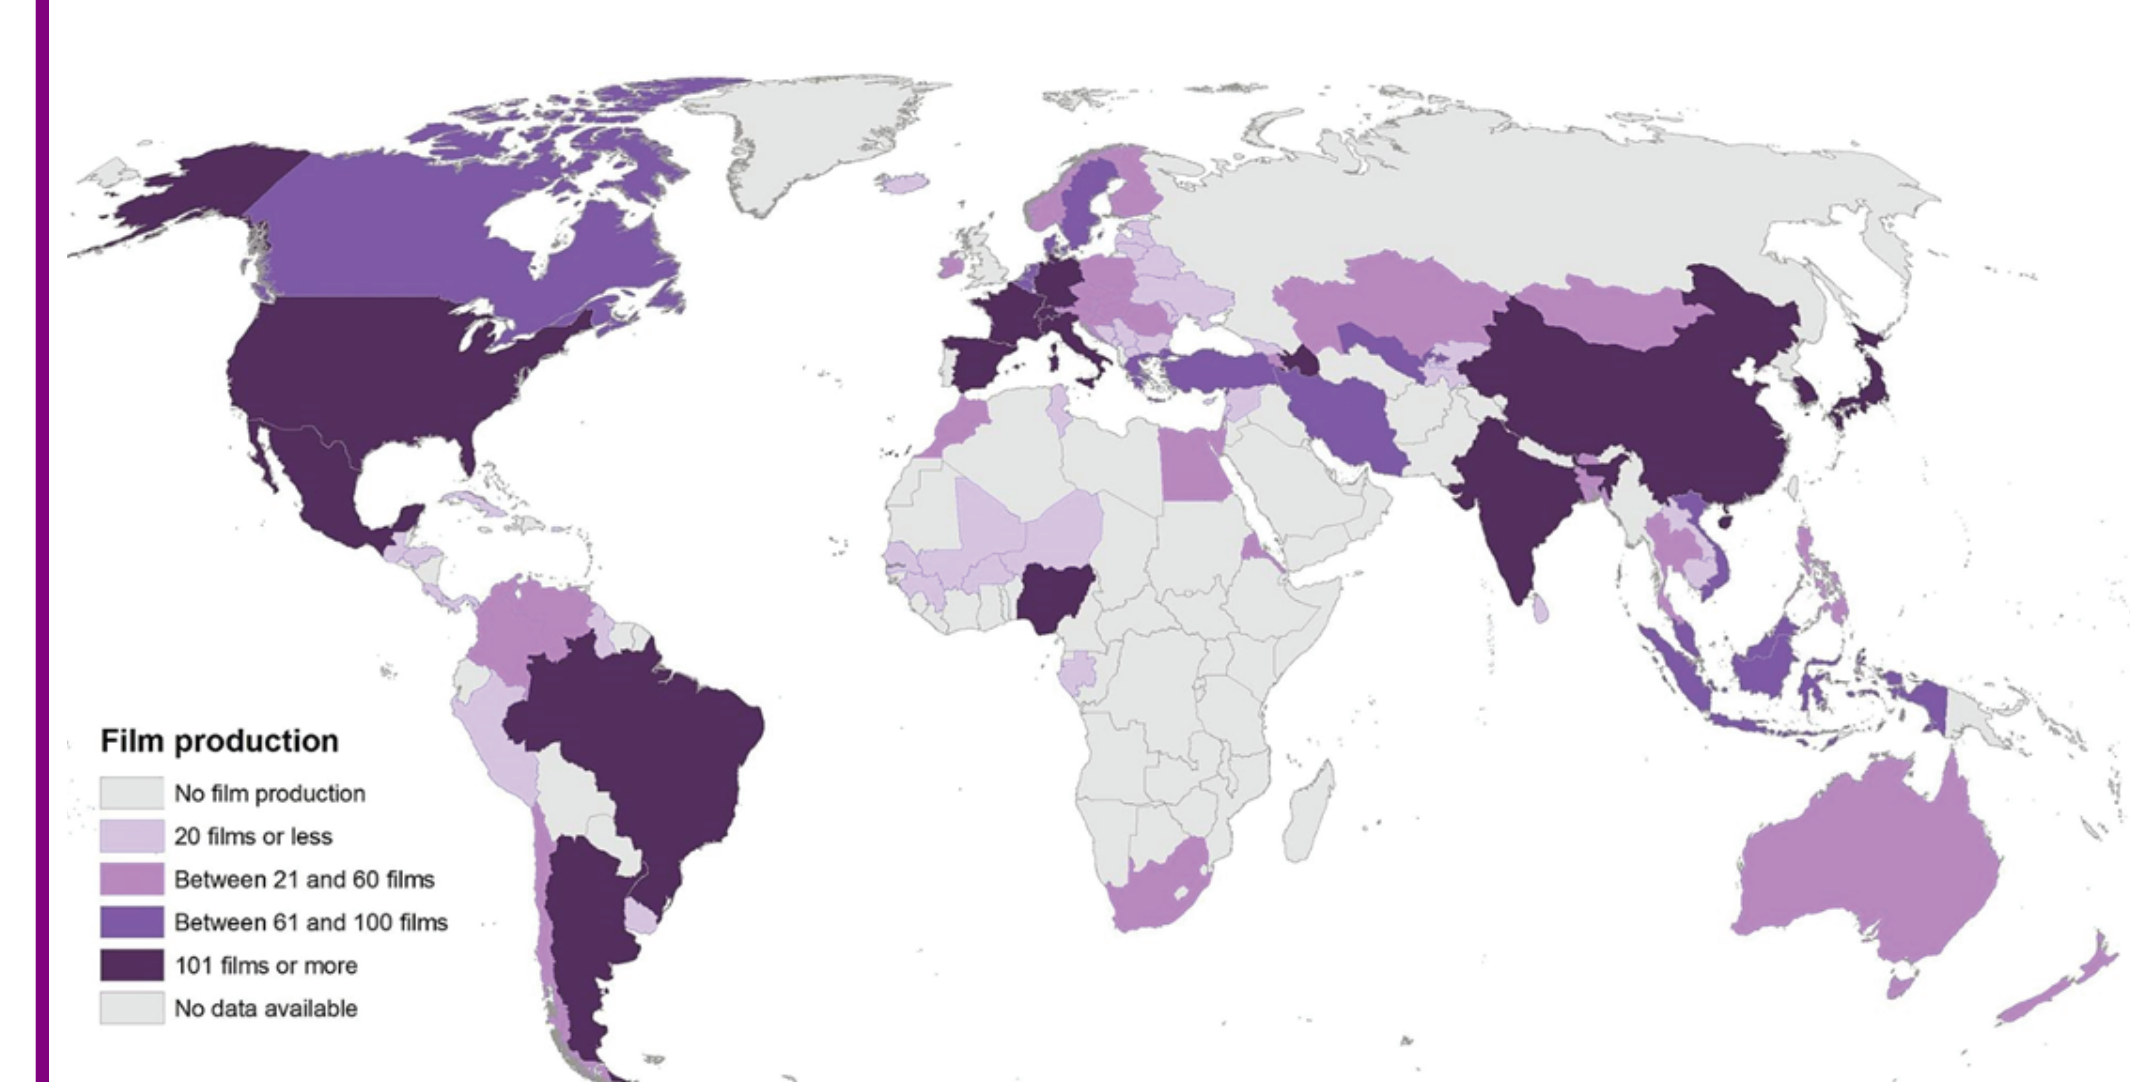 Film production
No film production
20 films or less
Between 21 and 60 films
Between 61 and 100 films
101 films or more
No data available